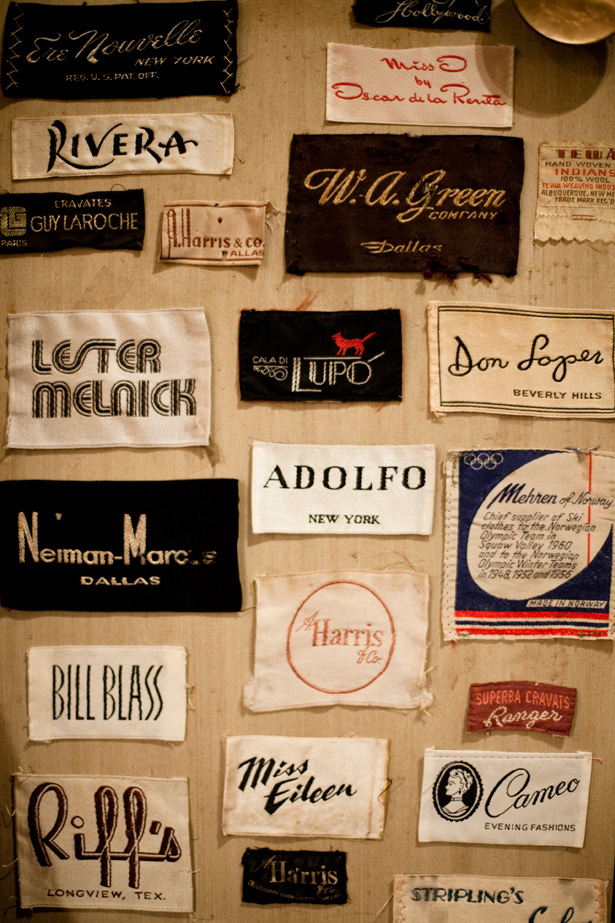 Ere Nouvelle
NEW YORK
REG. U.S. PAT. OFF.
Hollywood
Miss O
by
Oscar de la Renta
RIVERA
W. A. Green
COMPANY
Dallas
TEWA
HAND WOVEN
INDIANS
100% WOOL
TEWA WEAVING INDUS
ALBUQUERQUE, NEW ME
TRADE MARK REG'D
CRAVATES
GUY LAROCHE
PARIS
A. Harris & Co.
DALLAS
LESTER
MELNICK
CALA DI
LUPO
Don Loper
BEVERLY HILLS
ADOLFO
NEW YORK
Mehren of Norway
Chief supplier of Ski
clothes to the Norwegian
Olympic Team in
Squaw Valley 1960
and to the Norwegian
Olympic Winter Teams
in 1948, 1952 and 1956
MADE IN NORWAY
Neiman-Marcus
DALLAS
A. Harris
& Co.
BILL BLASS
SUPERBA CRAVATS
Ranger
Miss
Eileen
Cameo
EVENING FASHIONS
Riff's
LONGVIEW, TEX.
A. Harris
& Co.
STRIPLING'S